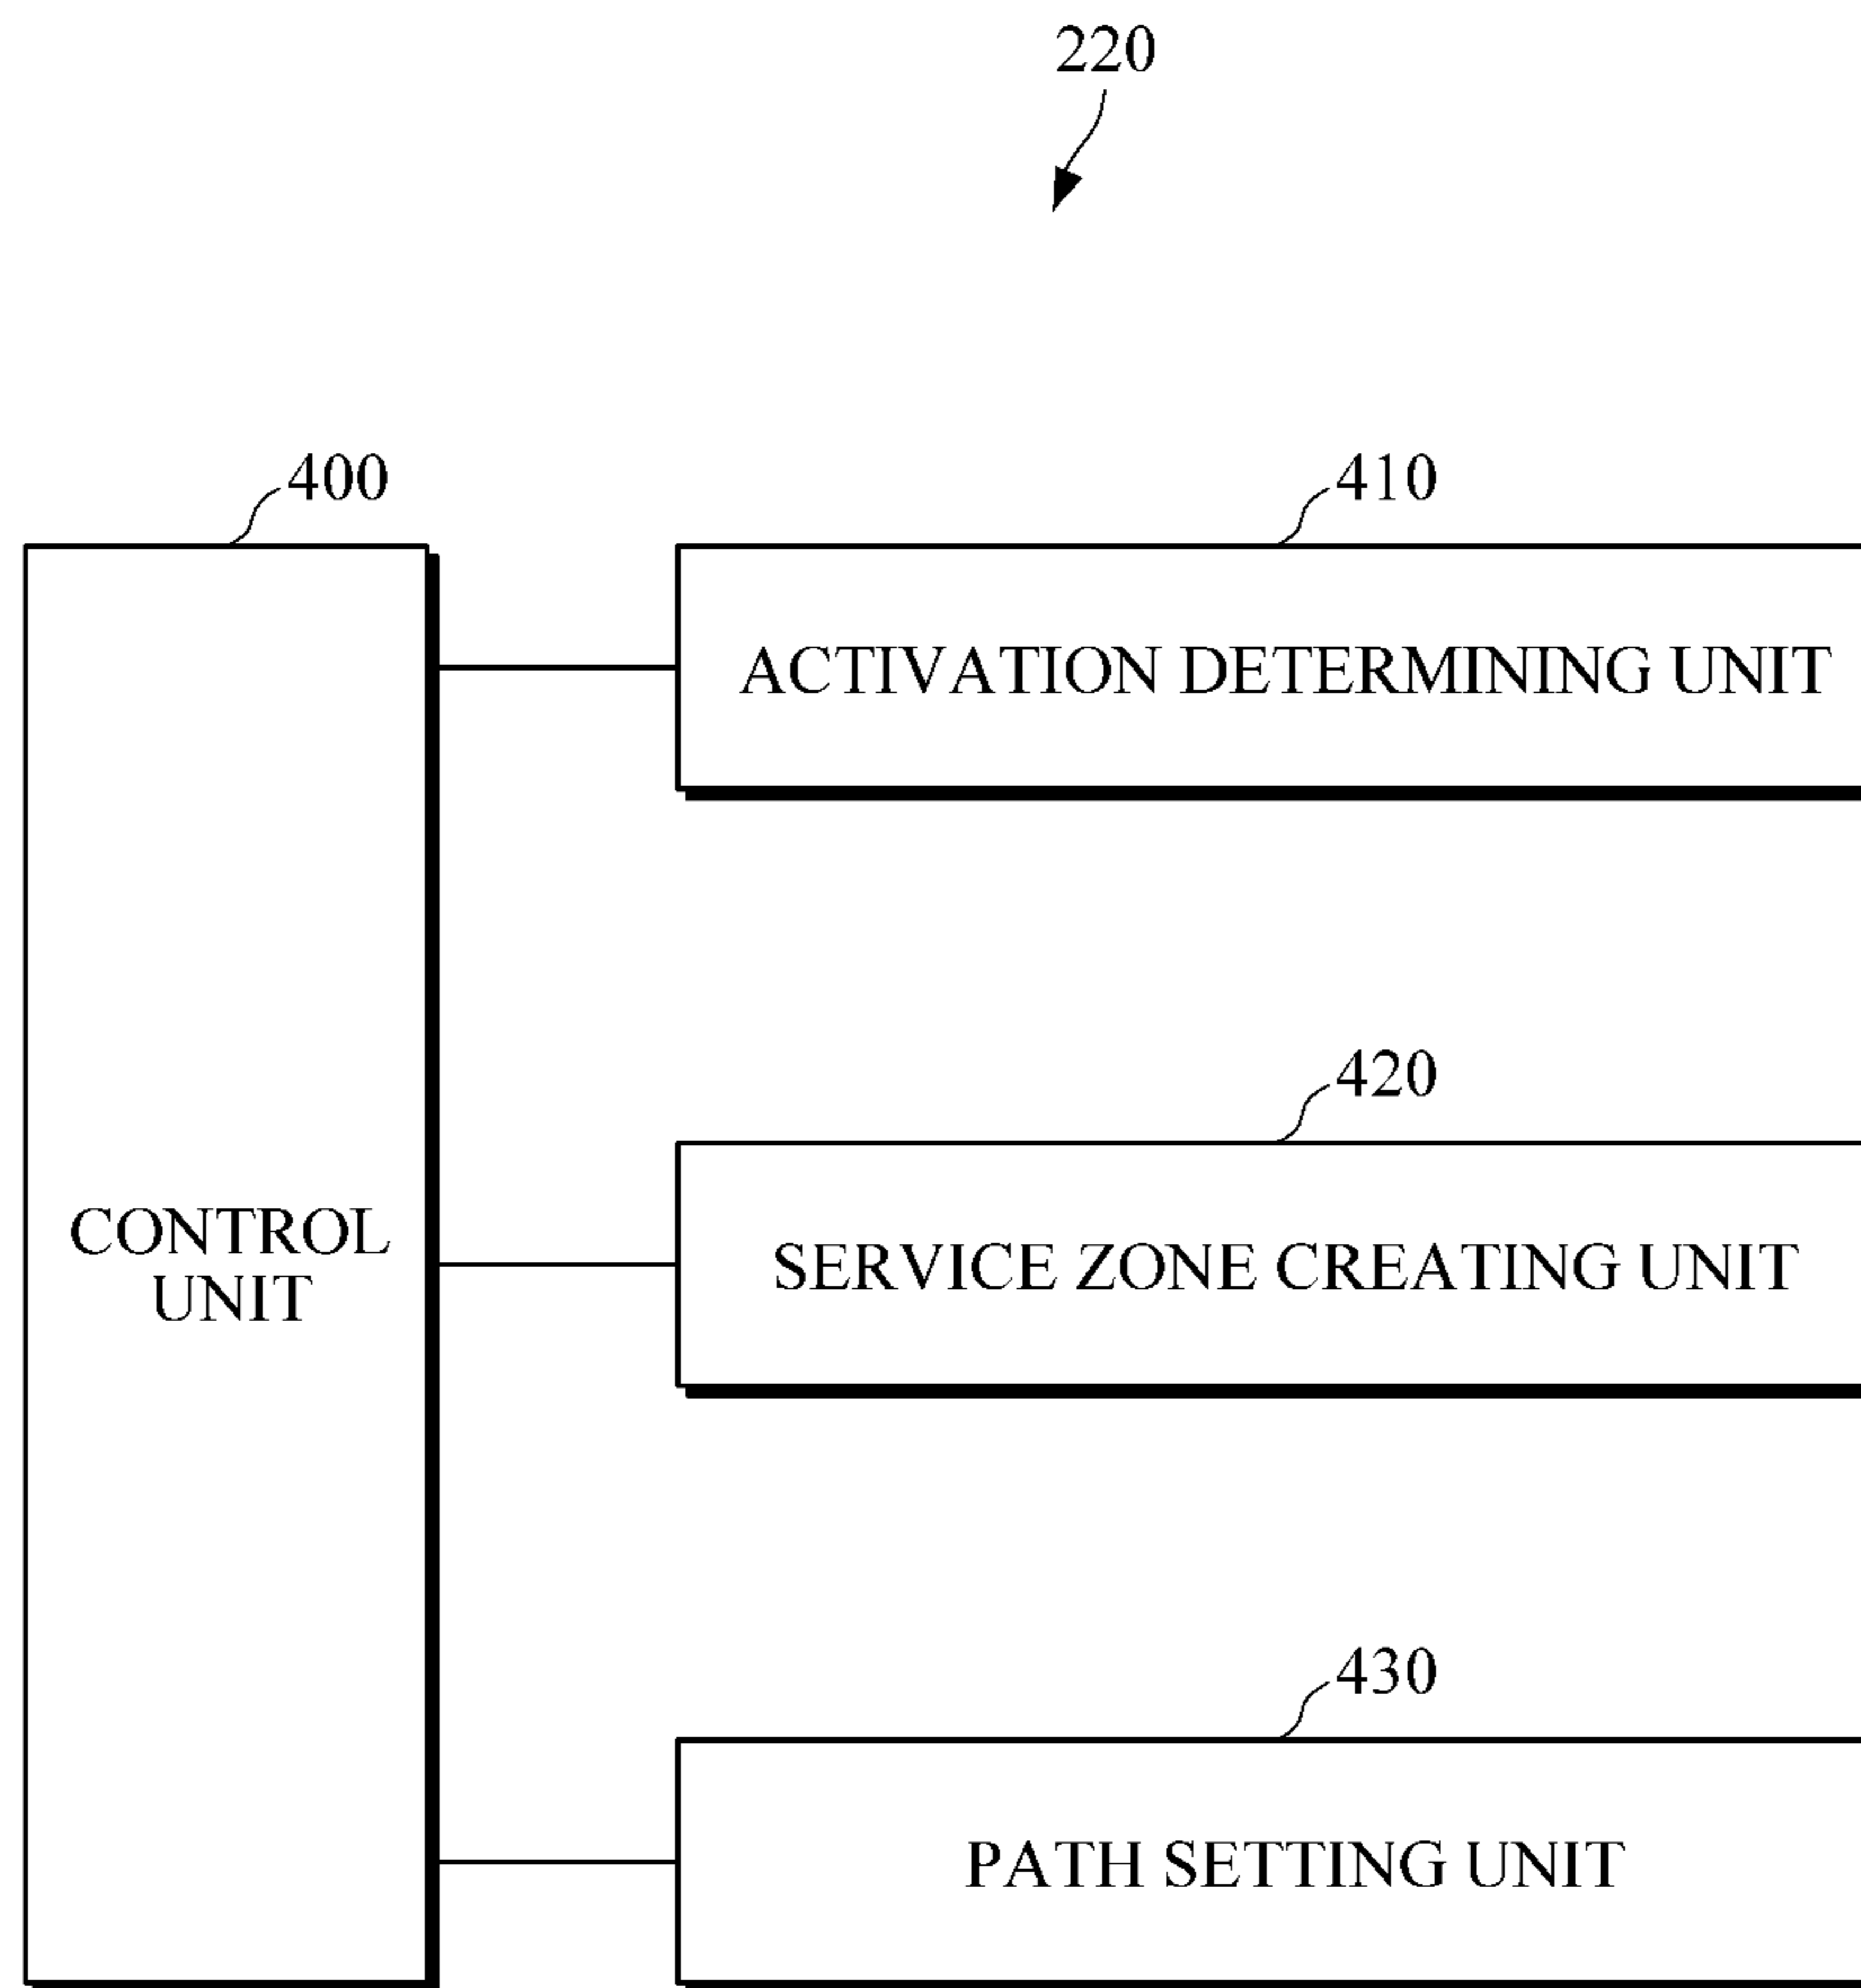 220
400
410
ACTIVATION DETERMINING UNIT
420
CONTROL
UNIT
SERVICE ZONE CREATING UNIT
430
PATH SETTING UNIT